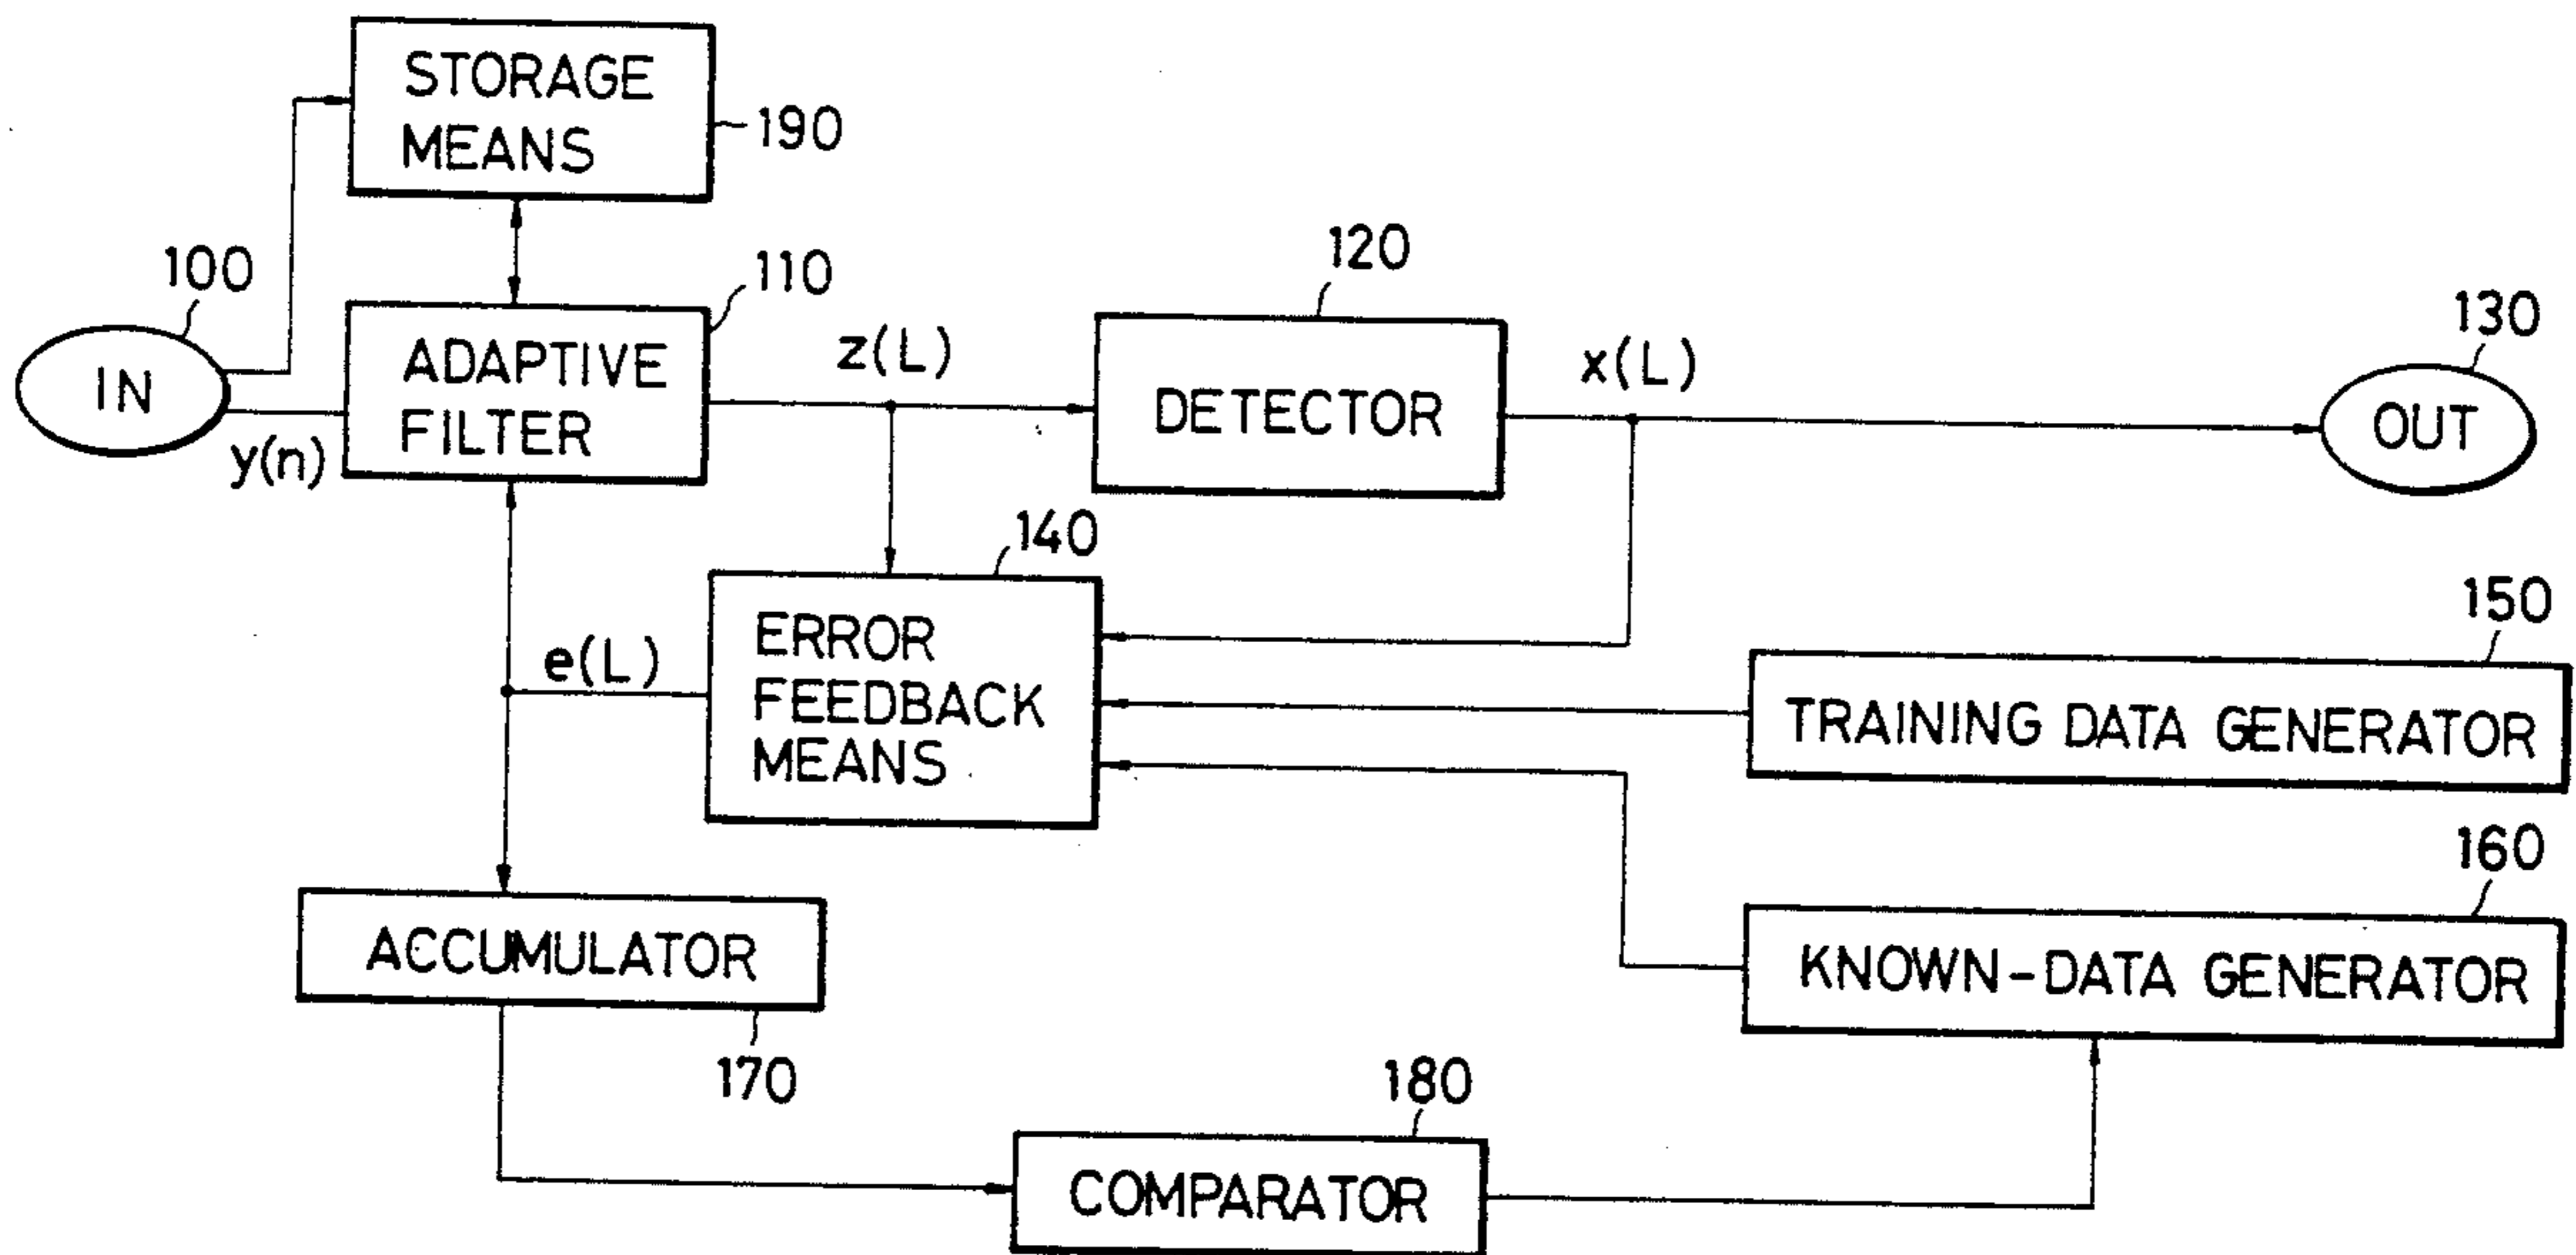 STORAGE
MEANS
190
100
110
120
130
IN
y(n)
ADAPTIVE
FILTER
z(L)
DETECTOR
x(L)
OUT
140
ERROR
FEEDBACK
MEANS
e(L)
150
TRAINING DATA GENERATOR
160
KNOWN-DATA GENERATOR
ACCUMULATOR
170
180
COMPARATOR